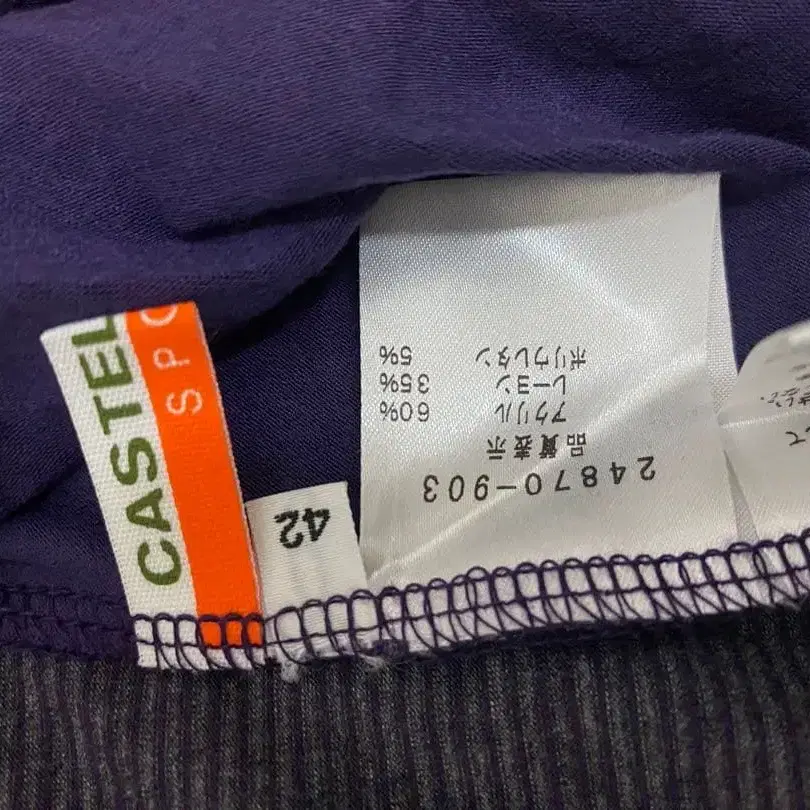 CASTEL
SPO
42
24870-903
品質表示
アクリル 60%
レーヨン 35%
ポリウレタン 5%